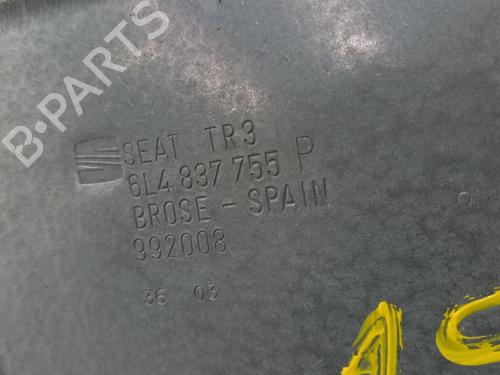 B-PARTS
SEAT TR3
6L4 837 755 P
BROSE - SPAIN
992008
36 03